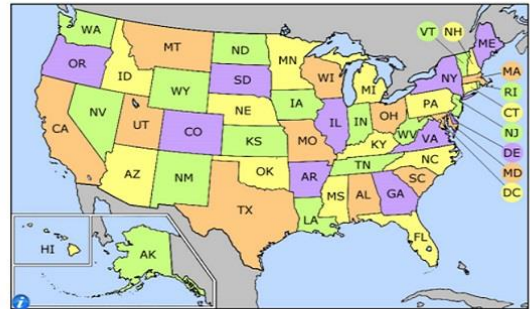 WA
MT
ND
MN
VT
NH
ME
OR
ID
SD
WI
MI
NY
MA
WY
RI
CT
IA
PA
NJ
NV
NE
IL
IN
OH
DE
CA
UT
CO
WV
VA
MD
KS
MO
KY
DC
NC
TN
AZ
NM
OK
AR
SC
MS
AL
GA
TX
LA
FL
HI
AK
i